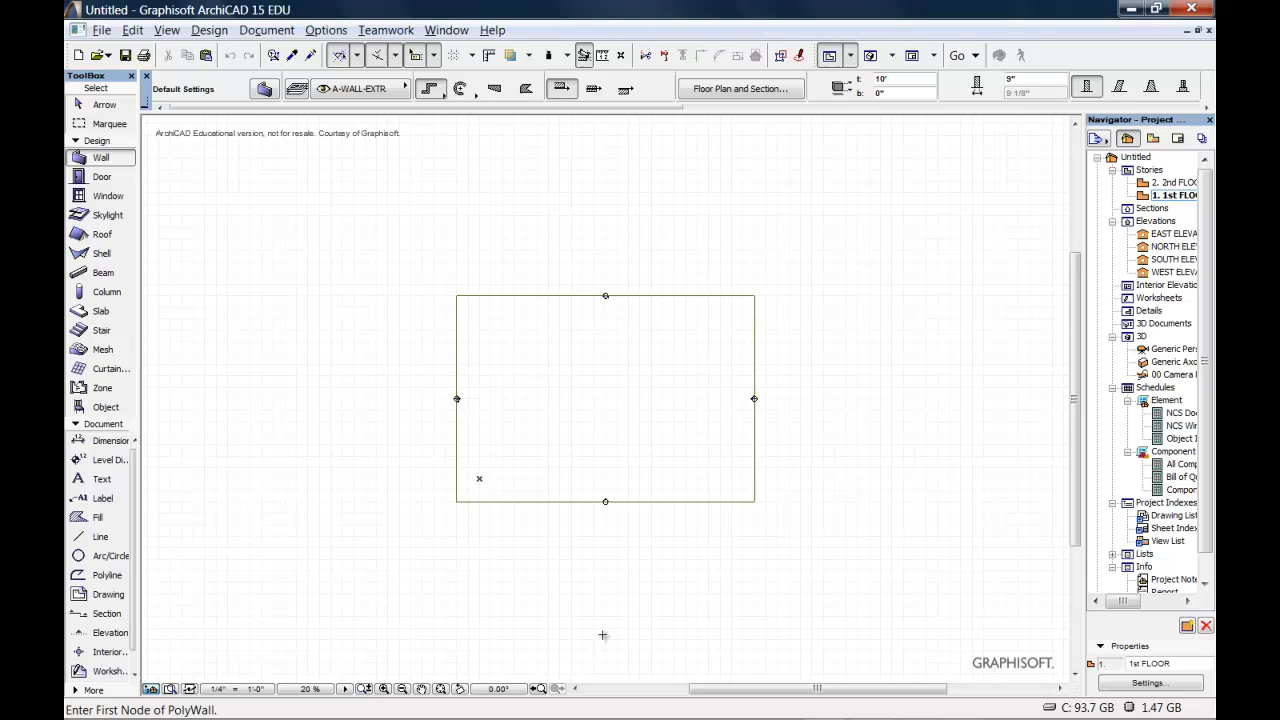 Untitled - Graphisoft ArchiCAD 15 EDU
File Edit View Design Document Options Teamwork Window Help
Go
ToolBox
Select
Arrow
Marquee
Design
Wall
Door
Window
Skylight
Roof
Shell
Beam
Column
Slab
Stair
Mesh
Curtain...
Zone
Object
Document
Dimension
Level Di...
Text
Label
Fill
Line
Arc/Circle
Polyline
Drawing
Section
Elevation
Interior...
Worksh...
More
Default Settings
A-WALL-EXTR
Floor Plan and Section...
t: 10'
b: 0"
9"
9 1/8"
ArchiCAD Educational version, not for resale. Courtesy of Graphisoft.
GRAPHISOFT.
Navigator - Project ...
Untitled
Stories
2. 2nd FLO
1. 1st FLO
Sections
Elevations
EAST ELEVA
NORTH ELE
SOUTH ELE
WEST ELEVA
Interior Elevatio
Worksheets
Details
3D Documents
3D
Generic Pers
Generic Axo
00 Camera
Schedules
Element
NCS Do
NCS Win
Object I
Component
All Comp
Bill of Q
Compon
Project Indexes
Drawing List
Sheet Index
View List
Lists
Info
Project Note
Report
Properties
1. 1st FLOOR
Settings...
1/4" = 1'-0"
20 %
0.00°
Enter First Node of PolyWall.
C: 93.7 GB
1.47 GB